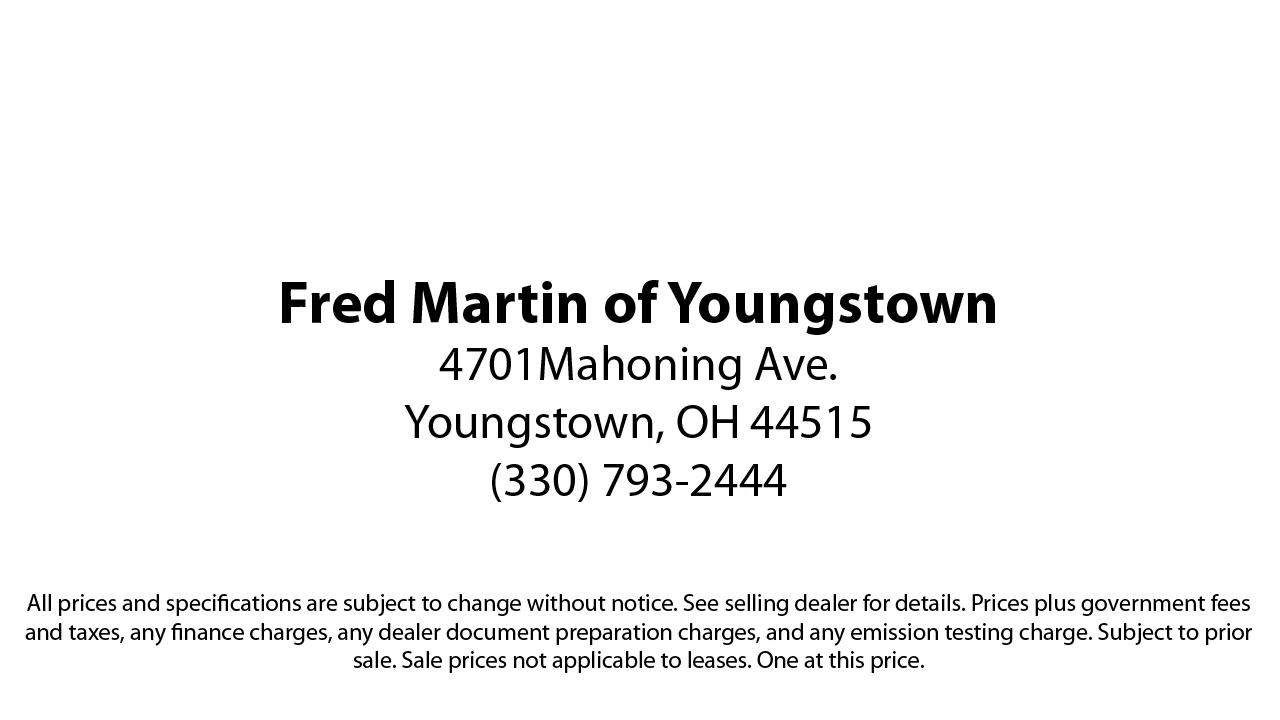 Fred Martin of Youngstown
4701Mahoning Ave.
Youngstown, OH 44515
(330) 793-2444
All prices and specifications are subject to change without notice. See selling dealer for details. Prices plus government fees
and taxes, any finance charges, any dealer document preparation charges, and any emission testing charge. Subject to prior
sale. Sale prices not applicable to leases. One at this price.